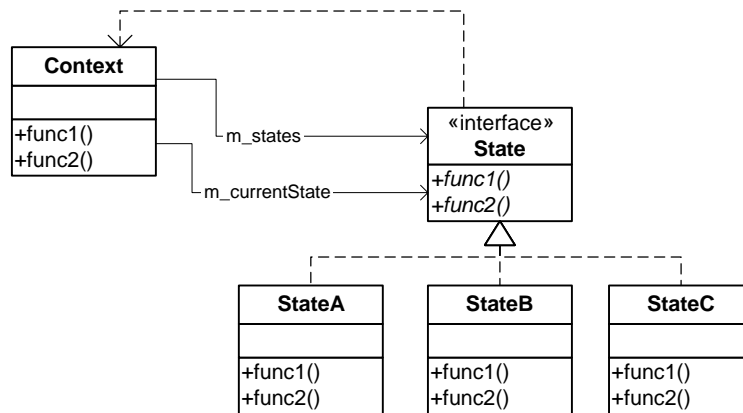 Context
+func1()
+func2()
m_states
m_currentState
«interface»
State
+func1()
+func2()
StateA
+func1()
+func2()
StateB
+func1()
+func2()
StateC
+func1()
+func2()